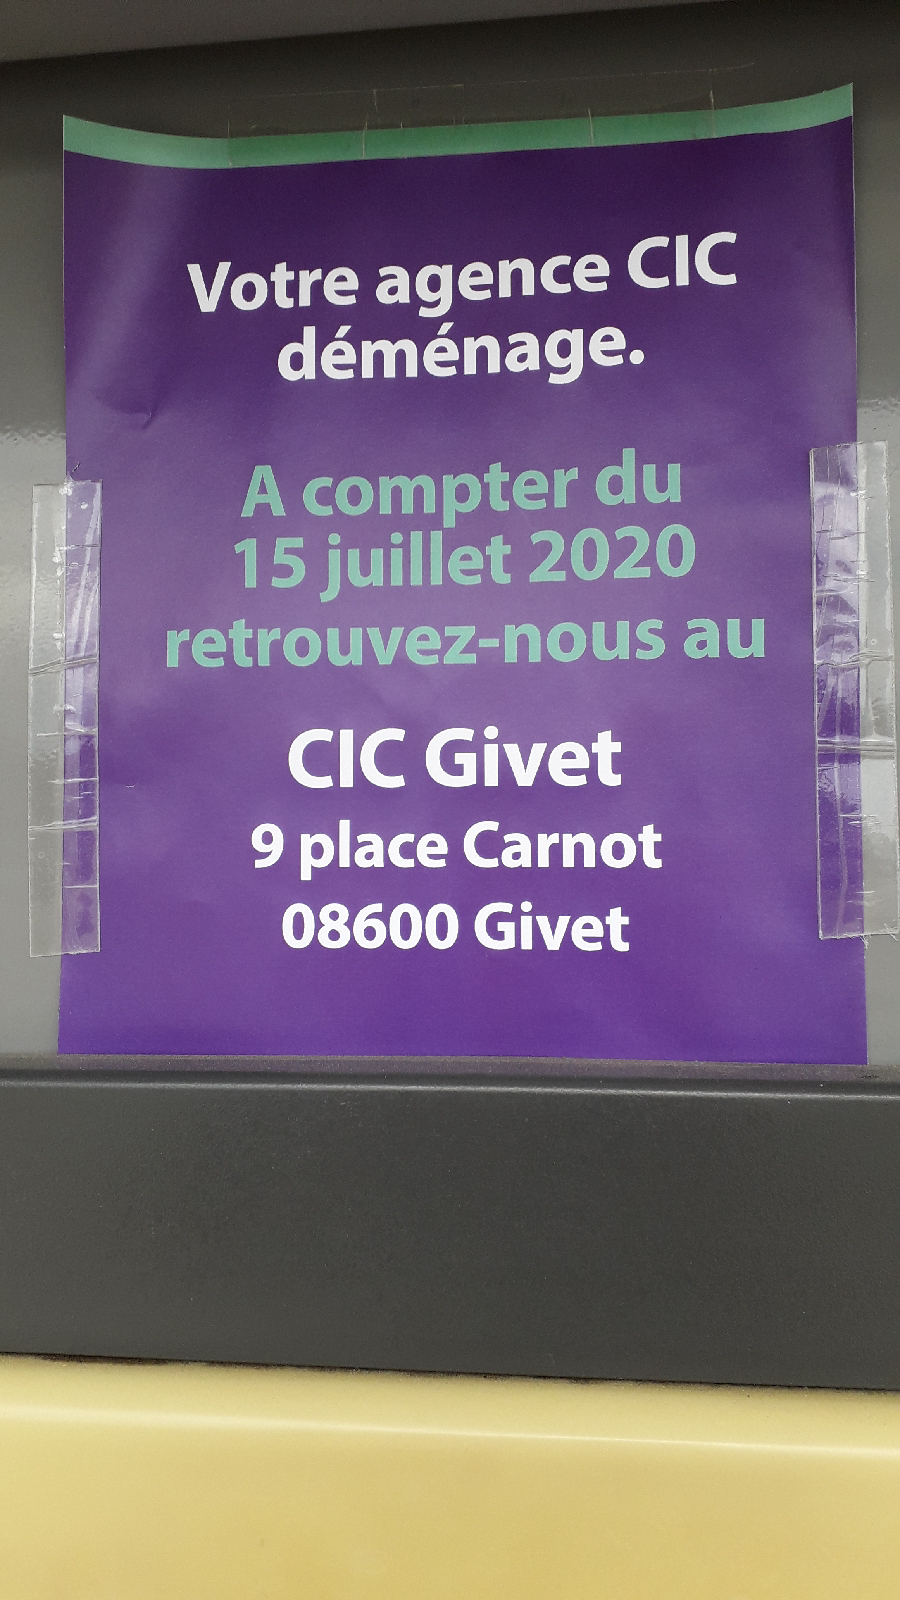 Votre agence CIC
déménage.
A compter du
15 juillet 2020
retrouvez-nous au
CIC Givet
9 place Carnot
08600 Givet